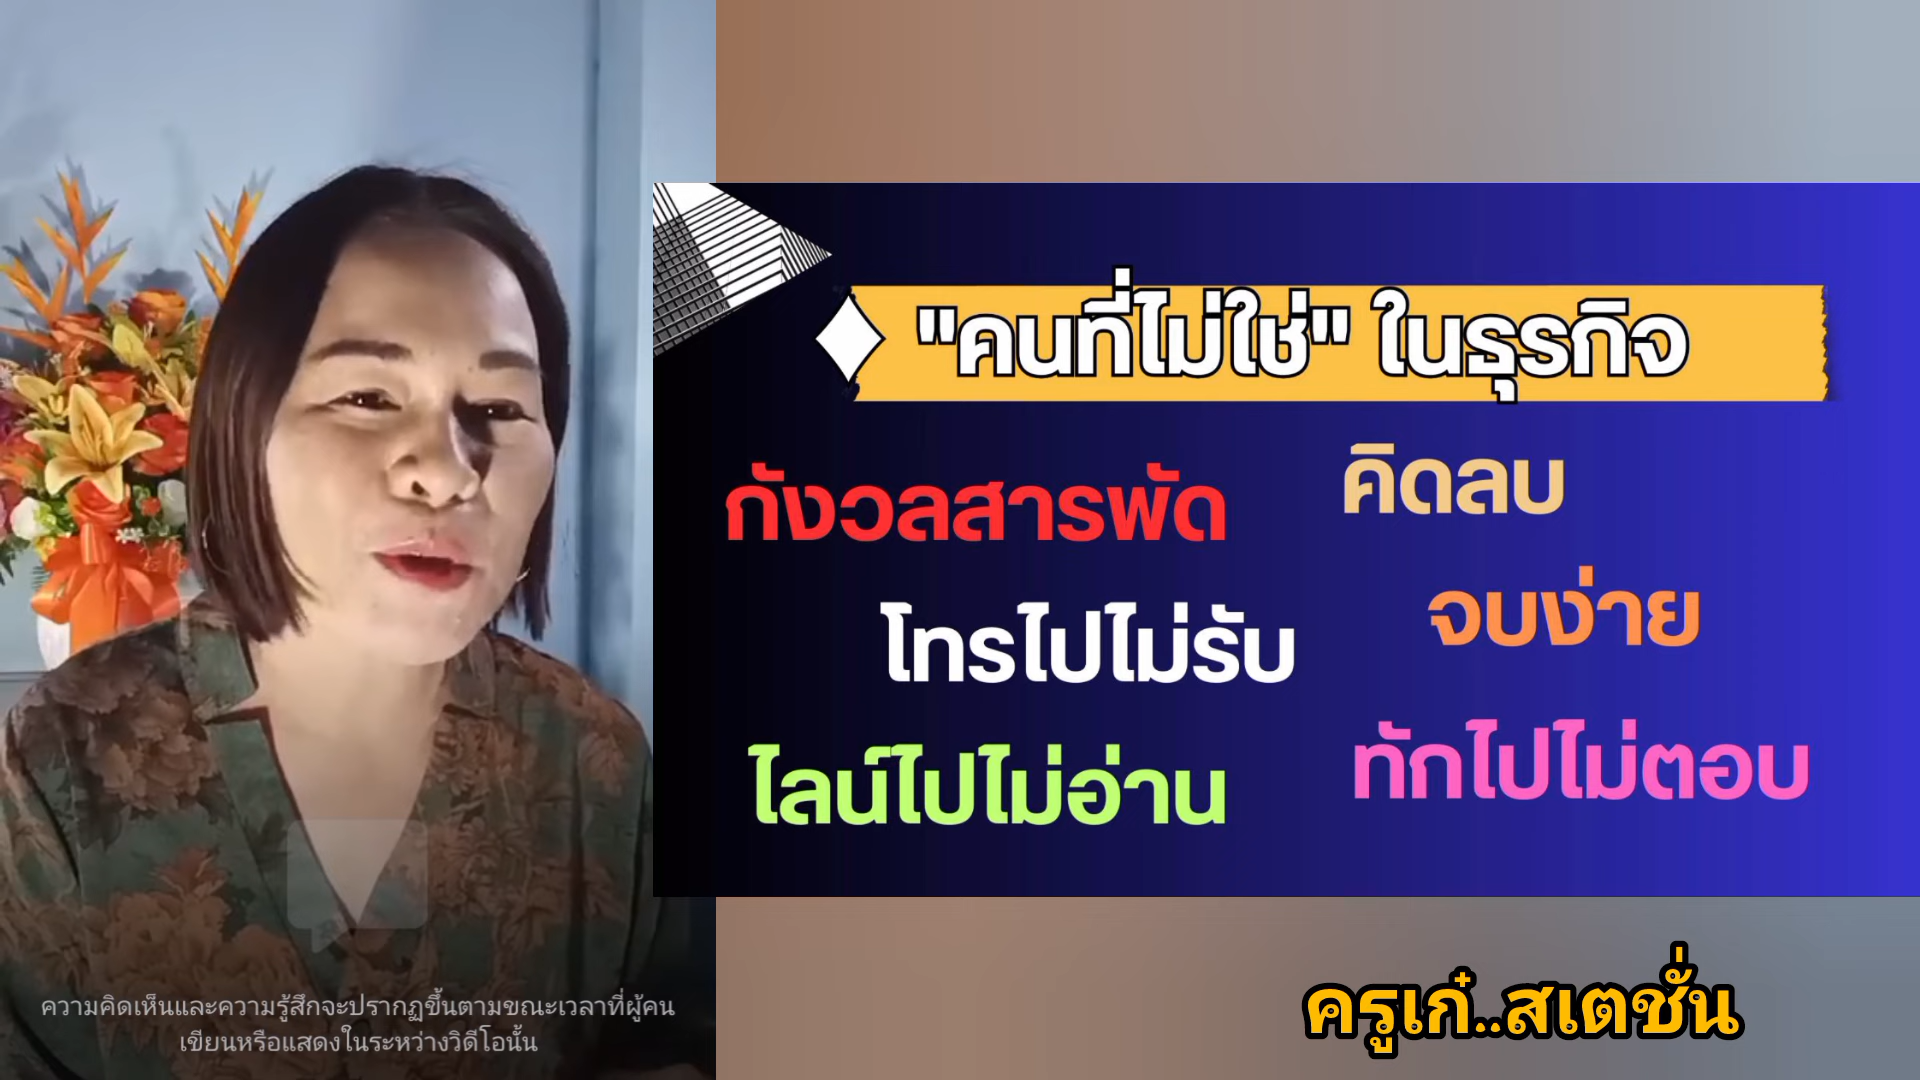 "คนที่ไม่ใช่" ในธุรกิจ
กังวลสารพัด
คิดลบ
จบง่าย
โทรไปไม่รับ
ไลน์ไปไม่อ่าน
ทักไปไม่ตอบ
ครูเก๋..สเตชั่น
ความคิดเห็นและความรู้สึกจะปรากฏขึ้นตามขณะเวลาที่ผู้คน
เขียนหรือแสดงในระหว่างวิดีโอนั้น